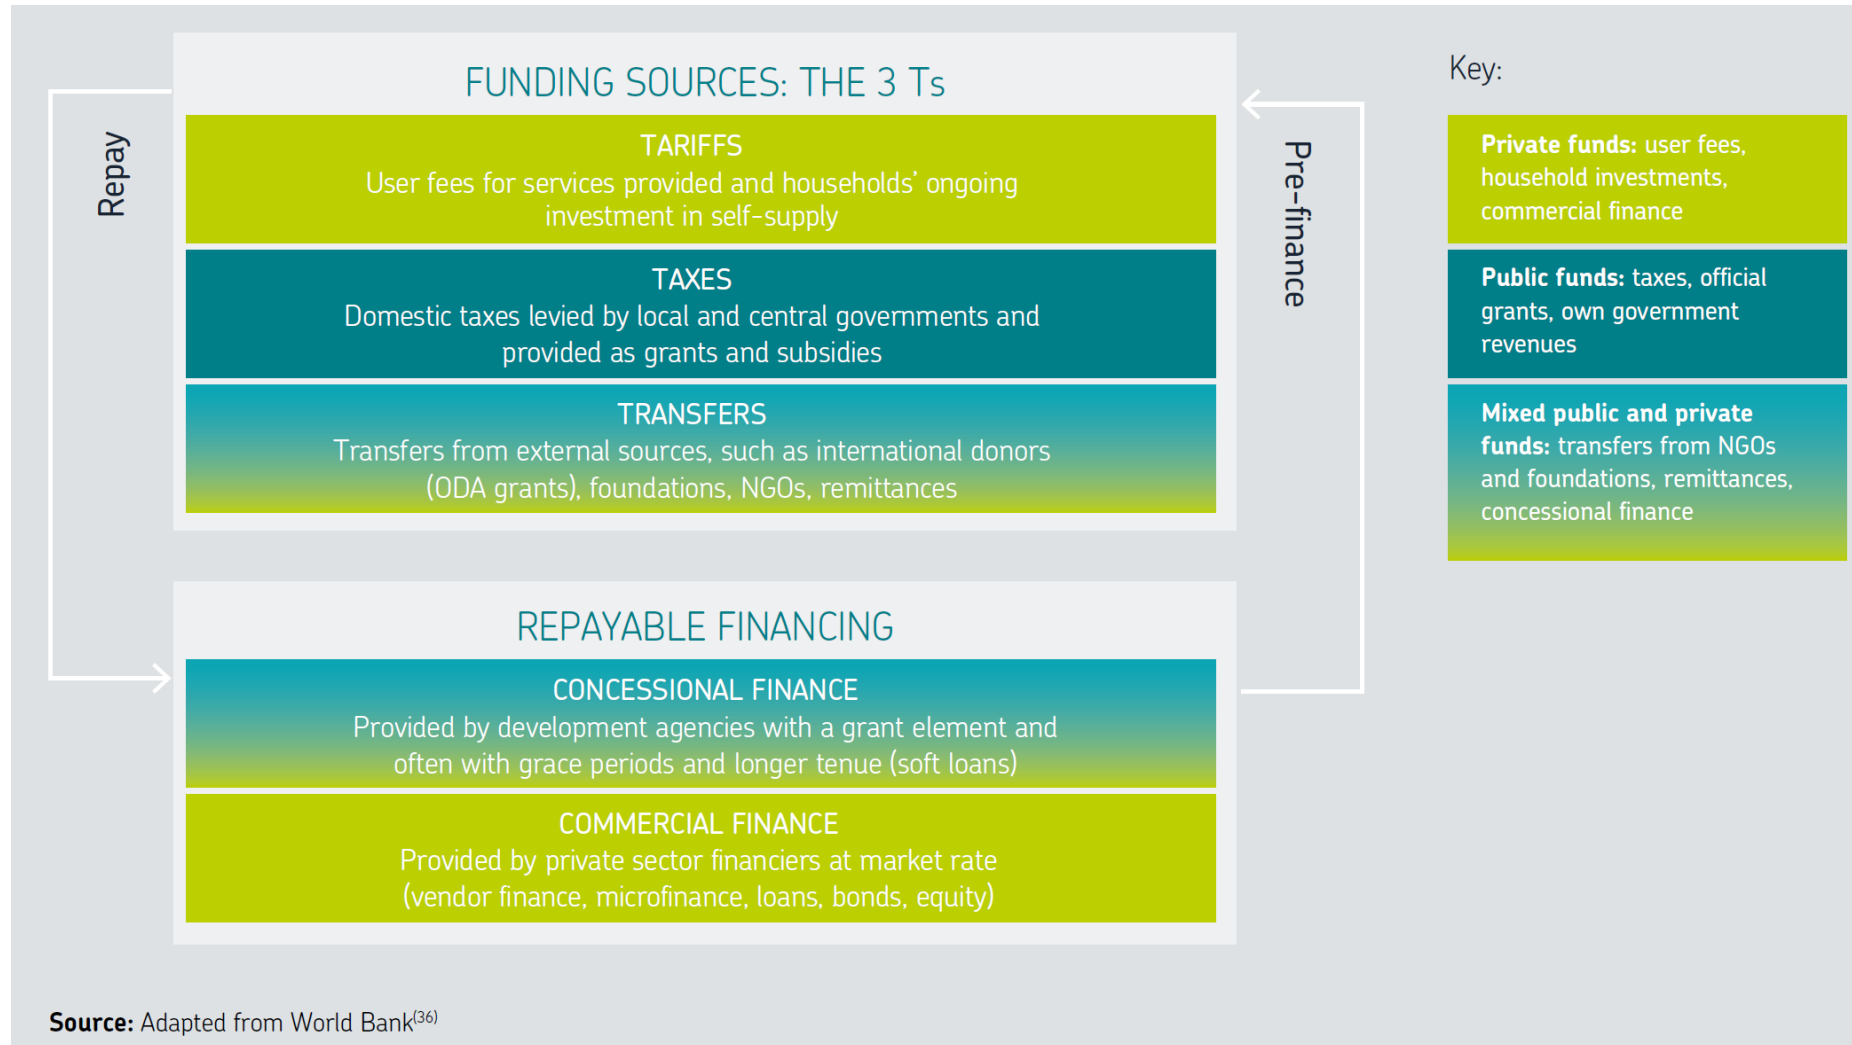 FUNDING SOURCES: THE 3 Ts
TARIFFS
User fees for services provided and households’ ongoing
investment in self-supply
TAXES
Domestic taxes levied by local and central governments and
provided as grants and subsidies
TRANSFERS
Transfers from external sources, such as international donors
(ODA grants), foundations, NGOs, remittances
Repay
Pre-finance
REPAYABLE FINANCING
CONCESSIONAL FINANCE
Provided by development agencies with a grant element and
often with grace periods and longer tenue (soft loans)
COMMERCIAL FINANCE
Provided by private sector financiers at market rate
(vendor finance, microfinance, loans, bonds, equity)
Key:
Private funds: user fees,
household investments,
commercial finance
Public funds: taxes, official
grants, own government
revenues
Mixed public and private
funds: transfers from NGOs
and foundations, remittances,
concessional finance
Source: Adapted from World Bank(36)